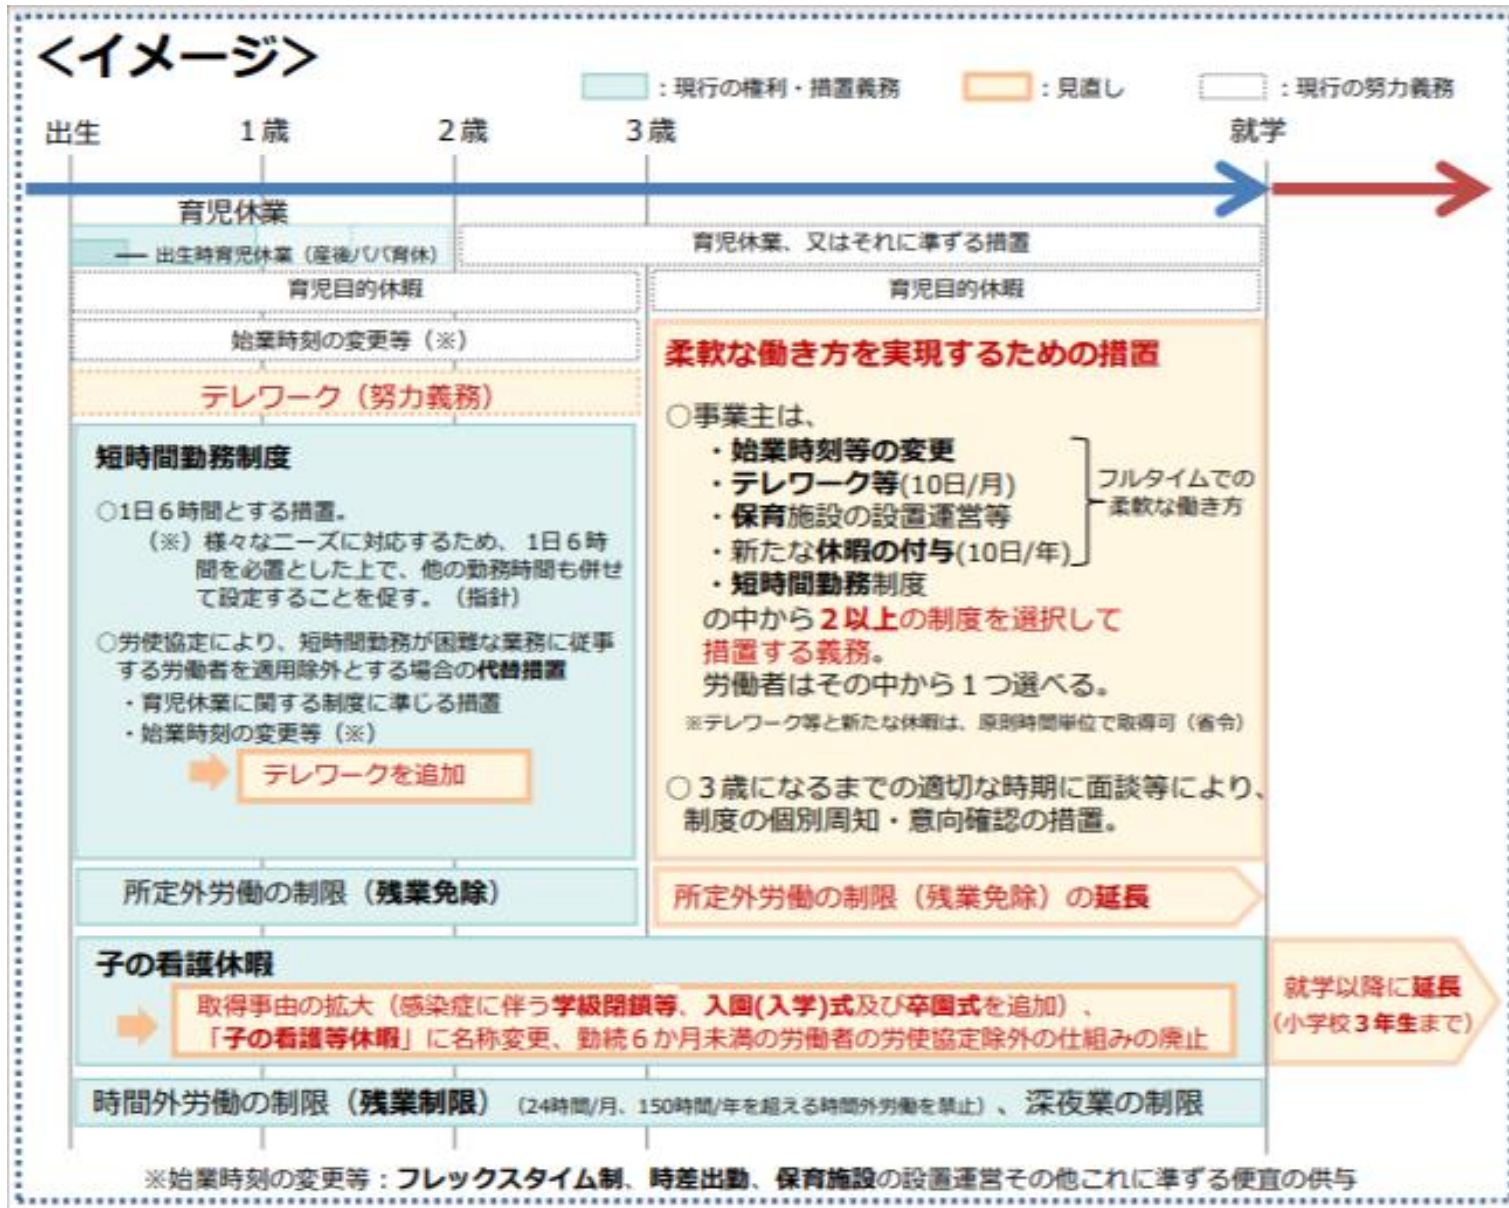 ＜イメージ＞
：現行の権利・措置義務
：見直し
：現行の努力義務
出生
１歳
２歳
３歳
就学
育児休業
出生時育児休業（産後パパ育休）
育児休業、又はそれに準ずる措置
育児目的休暇
育児目的休暇
始業時刻の変更等（※）
テレワーク（努力義務）
短時間勤務制度
○1日６時間とする措置。
（※）様々なニーズに対応するため、 1日６時
間を必置とした上で、他の勤務時間も併せ
て設定することを促す。（指針）
○労使協定により、短時間勤務が困難な業務に従事
する労働者を適用除外とする場合の代替措置
・育児休業に関する制度に準じる措置
・始業時刻の変更等（※）
テレワークを追加
柔軟な働き方を実現するための措置
○事業主は、
・始業時刻等の変更
・テレワーク等(10日/月)
・保育施設の設置運営等
・新たな休暇の付与(10日/年)
・短時間勤務制度
フルタイムでの
柔軟な働き方
の中から２以上の制度を選択して
措置する義務。
労働者はその中から１つ選べる。
※テレワーク等と新たな休暇は、原則時間単位で取得可（省令）
○３歳になるまでの適切な時期に面談等により、
制度の個別周知・意向確認の措置。
所定外労働の制限（残業免除）
所定外労働の制限（残業免除）の延長
子の看護休暇
取得事由の拡大（感染症に伴う学級閉鎖等、入園(入学)式及び卒園式を追加）、
「子の看護等休暇」に名称変更、勤続６か月未満の労働者の労使協定除外の仕組みの廃止
就学以降に延長
（小学校３年生まで）
時間外労働の制限（残業制限）（24時間/月、150時間/年を超える時間外労働を禁止）、深夜業の制限
※始業時刻の変更等：フレックスタイム制、時差出勤、保育施設の設置運営その他これに準ずる便宜の供与